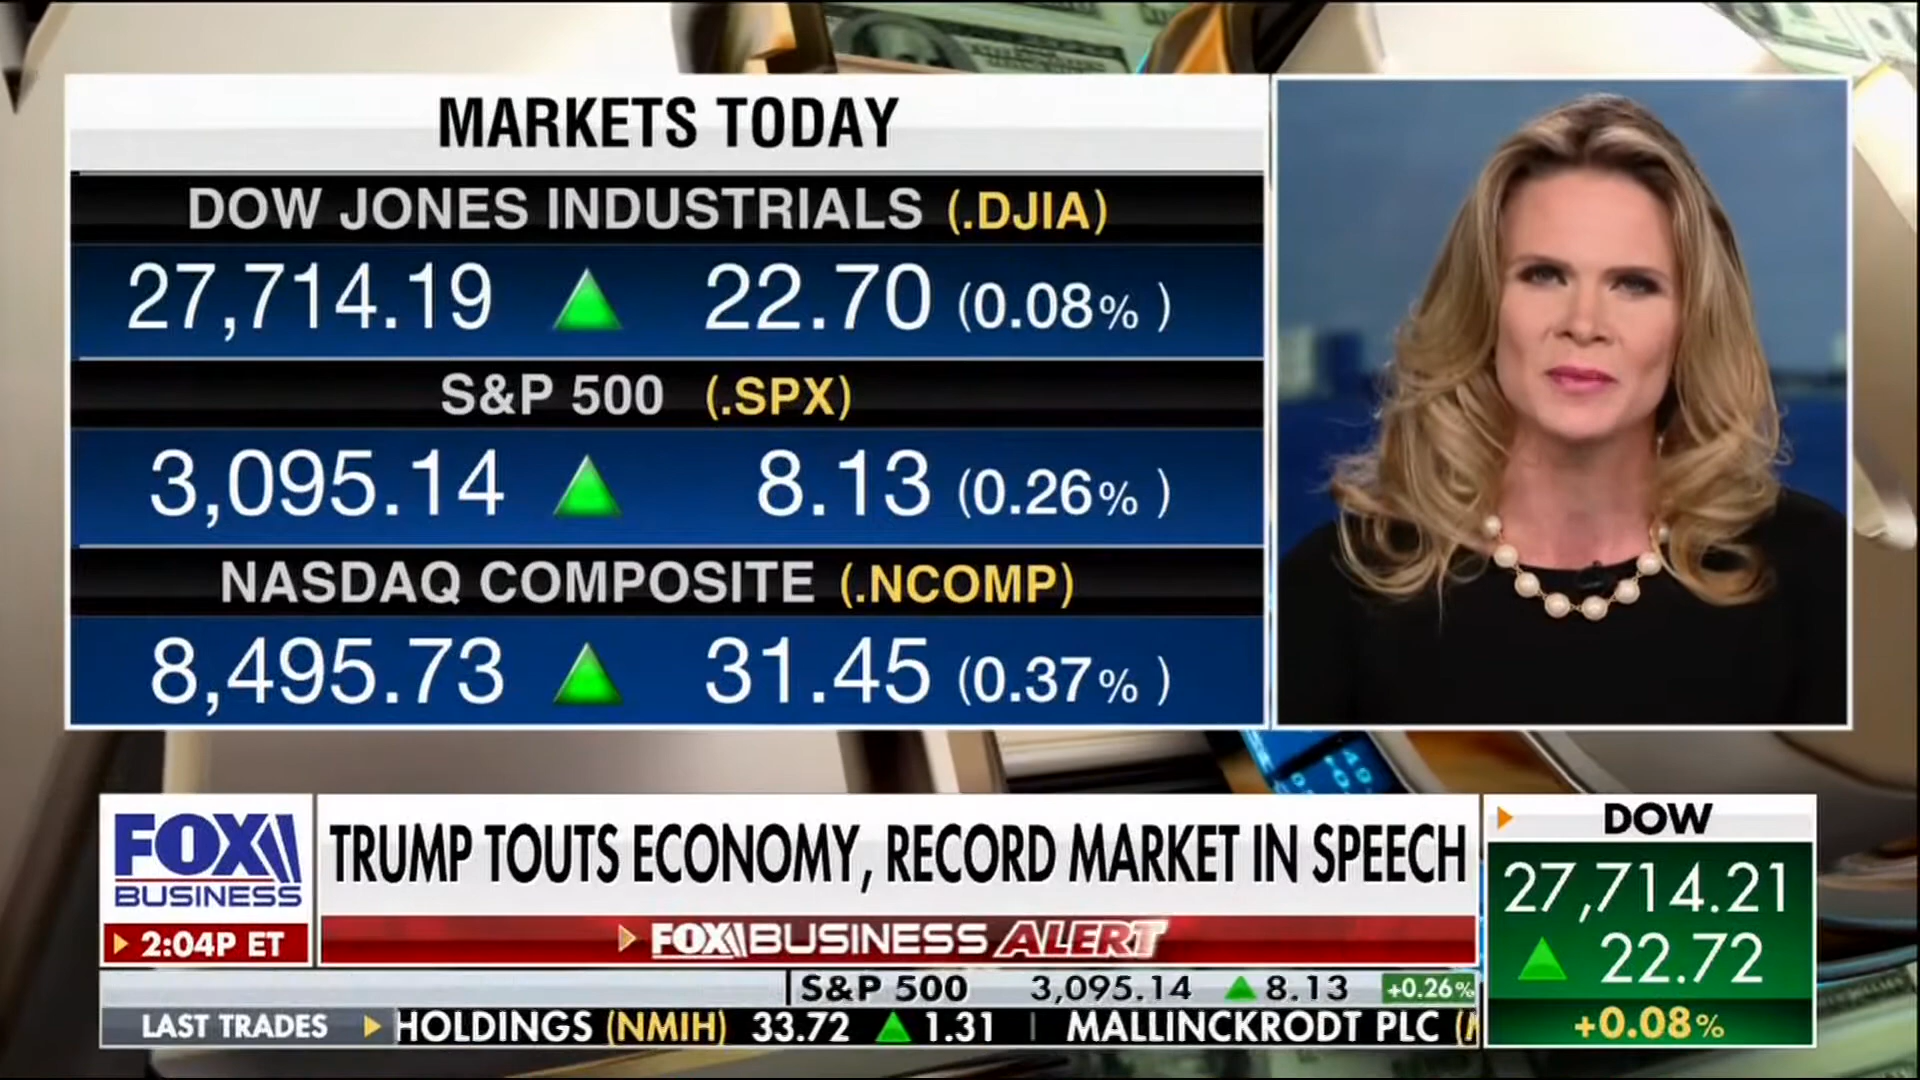 MARKETS TODAY
DOW JONES INDUSTRIALS (.DJIA)
27,714.19 ▲ 22.70 (0.08% )
S&P 500 (.SPX)
3,095.14 ▲ 8.13 (0.26% )
NASDAQ COMPOSITE (.NCOMP)
8,495.73 ▲ 31.45 (0.37% )
FOX
BUSINESS
2:04P ET
TRUMP TOUTS ECONOMY, RECORD MARKET IN SPEECH
FOX BUSINESS ALERT
DOW
27,714.21
▲ 22.72
+0.08%
S&P 500 3,095.14 ▲ 8.13 +0.26%
LAST TRADES HOLDINGS (NMIH) 33.72 ▲ 1.31 | MALLINCKRODT PLC (